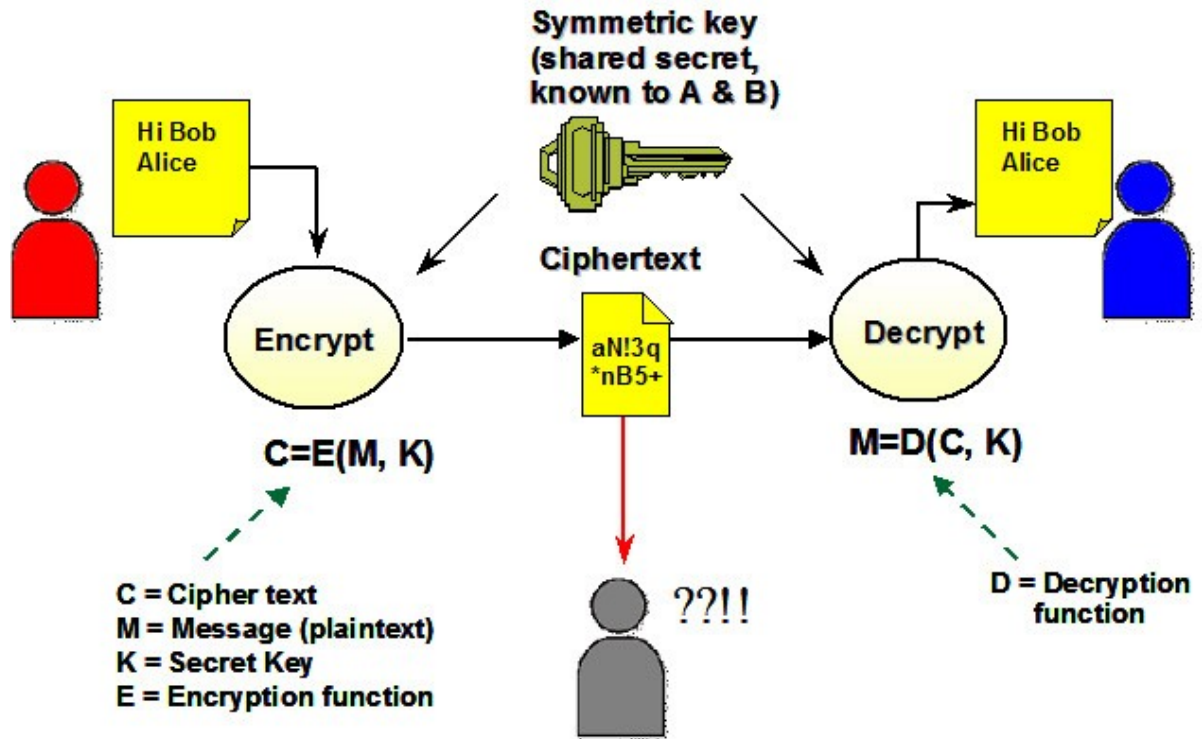 Symmetric key
(shared secret,
known to A & B)
Hi Bob
Alice
Hi Bob
Alice
Ciphertext
Encrypt
aN!3q
*nB5+
Decrypt
C=E(M, K)
M=D(C, K)
??!!
C = Cipher text
M = Message (plaintext)
K = Secret Key
E = Encryption function
D = Decryption
function